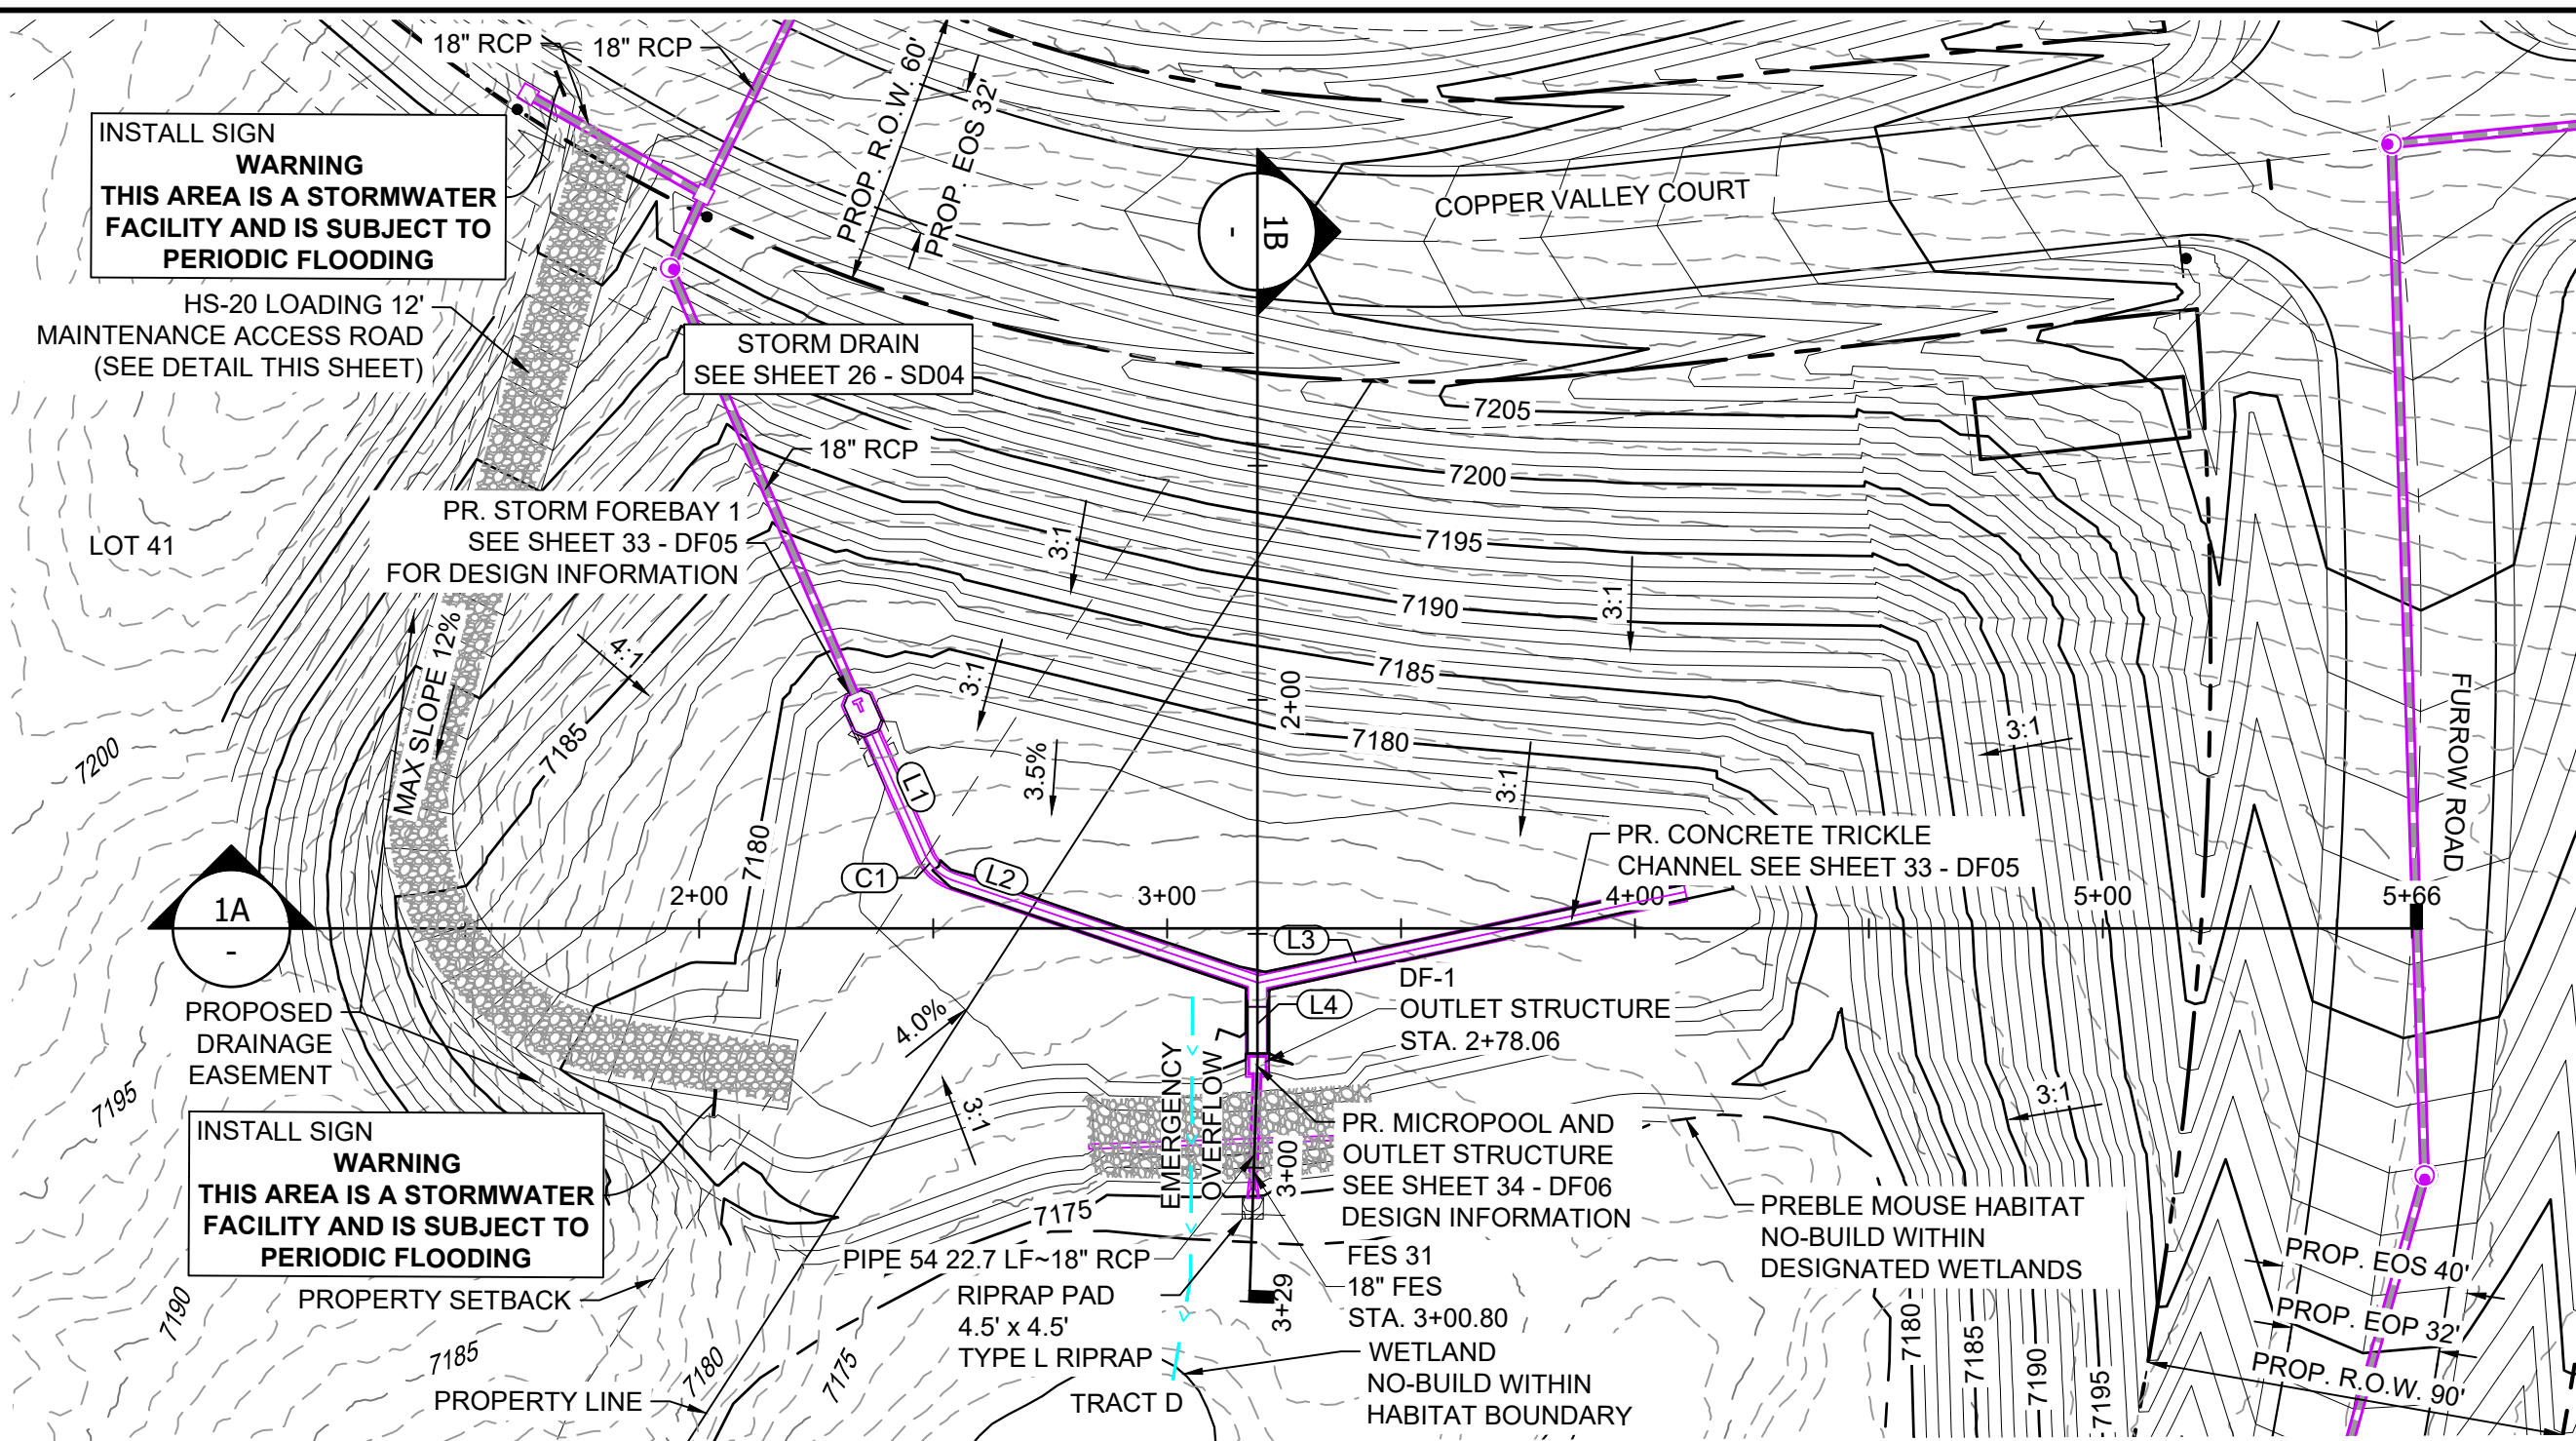 18" RCP
18" RCP
INSTALL SIGN
WARNING
THIS AREA IS A STORMWATER
FACILITY AND IS SUBJECT TO
PERIODIC FLOODING
PROP. R.O.W. 60'
PROP. EOS 32'
1B
-
COPPER VALLEY COURT
HS-20 LOADING 12'
MAINTENANCE ACCESS ROAD
(SEE DETAIL THIS SHEET)
STORM DRAIN
SEE SHEET 26 - SD04
18" RCP
7205
7200
7195
7190
7185
7180
PR. STORM FOREBAY 1
SEE SHEET 33 - DF05
FOR DESIGN INFORMATION
LOT 41
3:1
3:1
3:1
3:1
3:1
4:1
MAX SLOPE 12%
7185
7180
7200
3.5%
2+00
L1
C1
L2
FURROW ROAD
PR. CONCRETE TRICKLE
CHANNEL SEE SHEET 33 - DF05
1A
-
2+00
3+00
4+00
5+00
5+66
L3
L4
DF-1
OUTLET STRUCTURE
STA. 2+78.06
PROPOSED
DRAINAGE
EASEMENT
4.0%
3:1
3:1
EMERGENCY
OVERFLOW
7195
INSTALL SIGN
WARNING
THIS AREA IS A STORMWATER
FACILITY AND IS SUBJECT TO
PERIODIC FLOODING
PR. MICROPOOL AND
OUTLET STRUCTURE
SEE SHEET 34 - DF06
DESIGN INFORMATION
3+00
7175
PREBLE MOUSE HABITAT
NO-BUILD WITHIN
DESIGNATED WETLANDS
PIPE 54 22.7 LF~18" RCP
FES 31
18" FES
STA. 3+00.80
RIPRAP PAD
4.5' x 4.5'
TYPE L RIPRAP
3+29
PROPERTY SETBACK
7190
7185
7180
7175
PROPERTY LINE
TRACT D
WETLAND
NO-BUILD WITHIN
HABITAT BOUNDARY
7180
7185
7190
7195
PROP. EOS 40'
PROP. EOP 32'
PROP. R.O.W. 90'